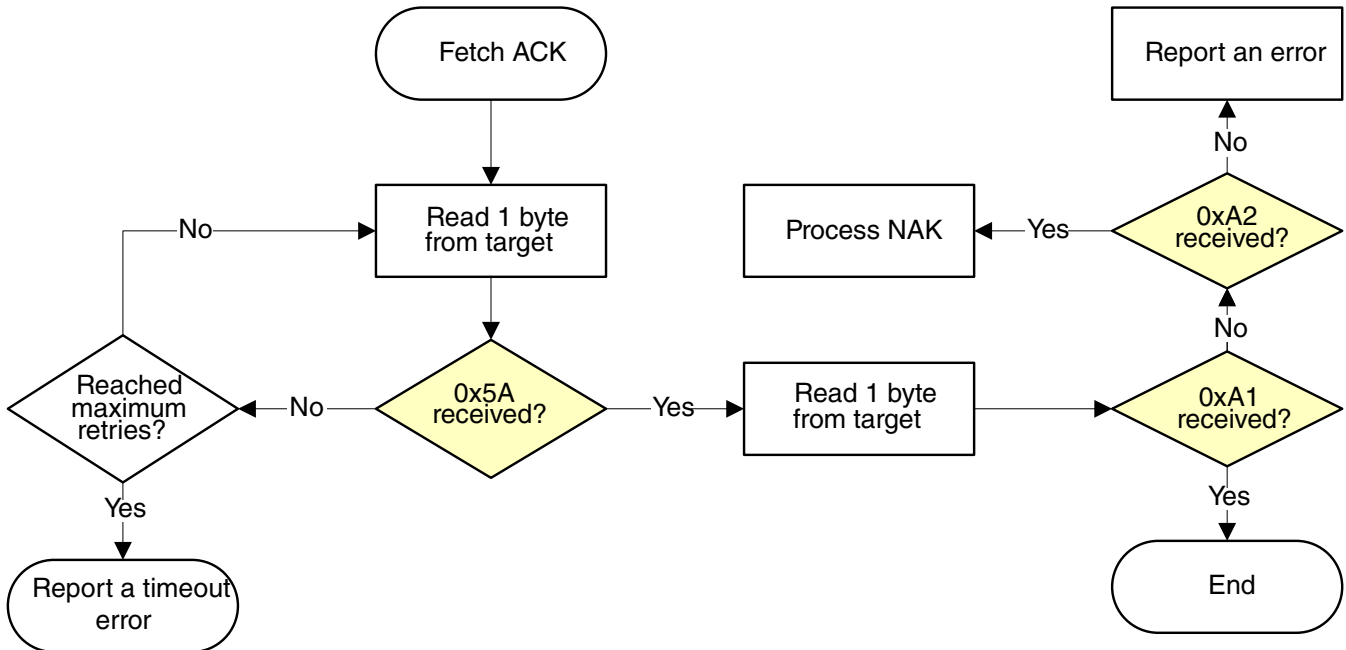 Fetch ACK
Report an error
No
Read 1 byte
from target
No
Process NAK
Yes
0xA2
received?
No
Reached
maximum
retries?
No
0x5A
received?
Yes
Read 1 byte
from target
0xA1
received?
Yes
Yes
Report a timeout
error
End